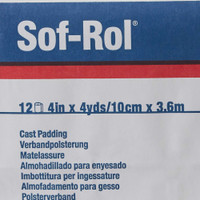 Sof-Rol®
12 4in x 4yds/10cm x 3.6m
Cast Padding
Verbandpolsterung
Matelassure
Almohadillado para enyesado
Imbottitura per ingessature
Almofadamento para gesso
Polsterverband